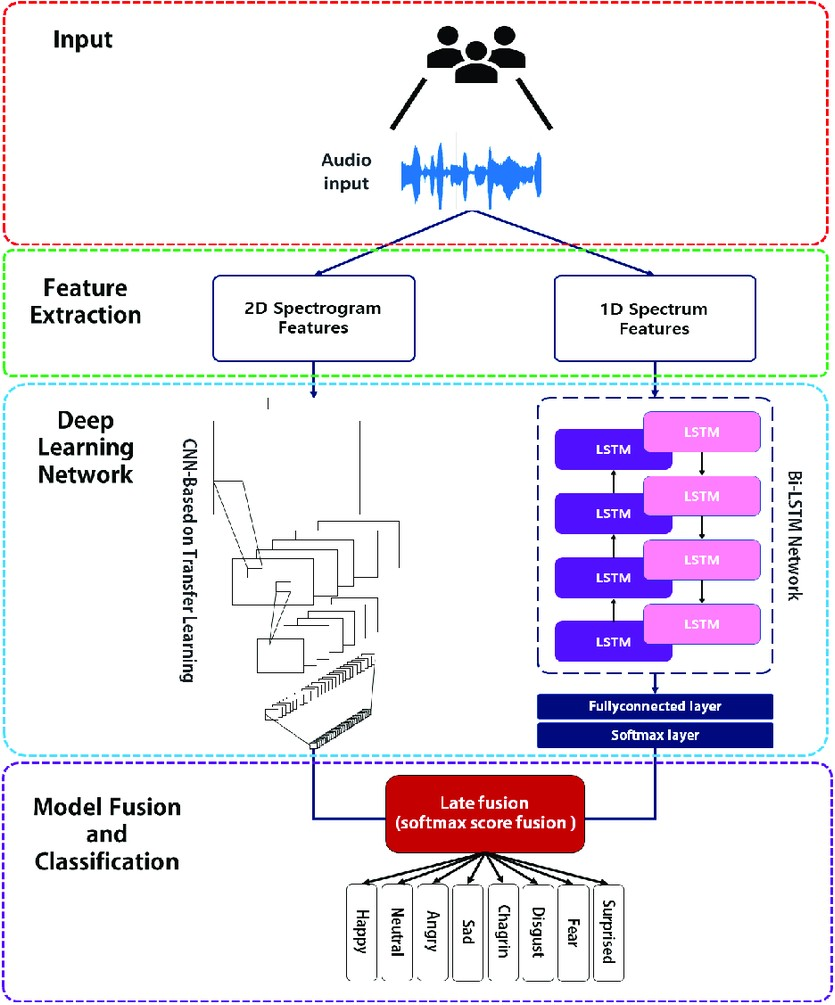 Input
Audio
input
Feature
Extraction
2D Spectrogram
Features
1D Spectrum
Features
Deep
Learning
Network
CNN-Based on Transfer Learning
LSTM
LSTM
LSTM
LSTM
LSTM
LSTM
LSTM
LSTM
Bi-LSTM Network
Fullyconnected layer
Softmax layer
Model Fusion
and
Classification
Late fusion
(softmax score fusion )
Happy
Neutral
Angry
Sad
Chagrin
Disgust
Fear
Surprised